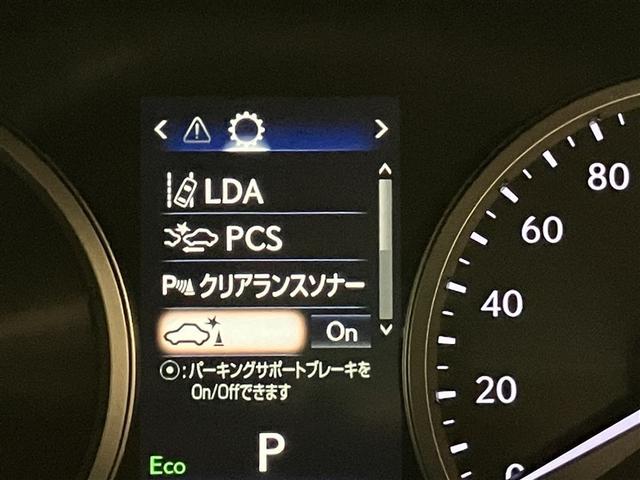 LDA
PCS
Pクリアランスソナー
On
⦿:パーキングサポートブレーキを
On/Offできます
P
Eco
80
60
40
20
0